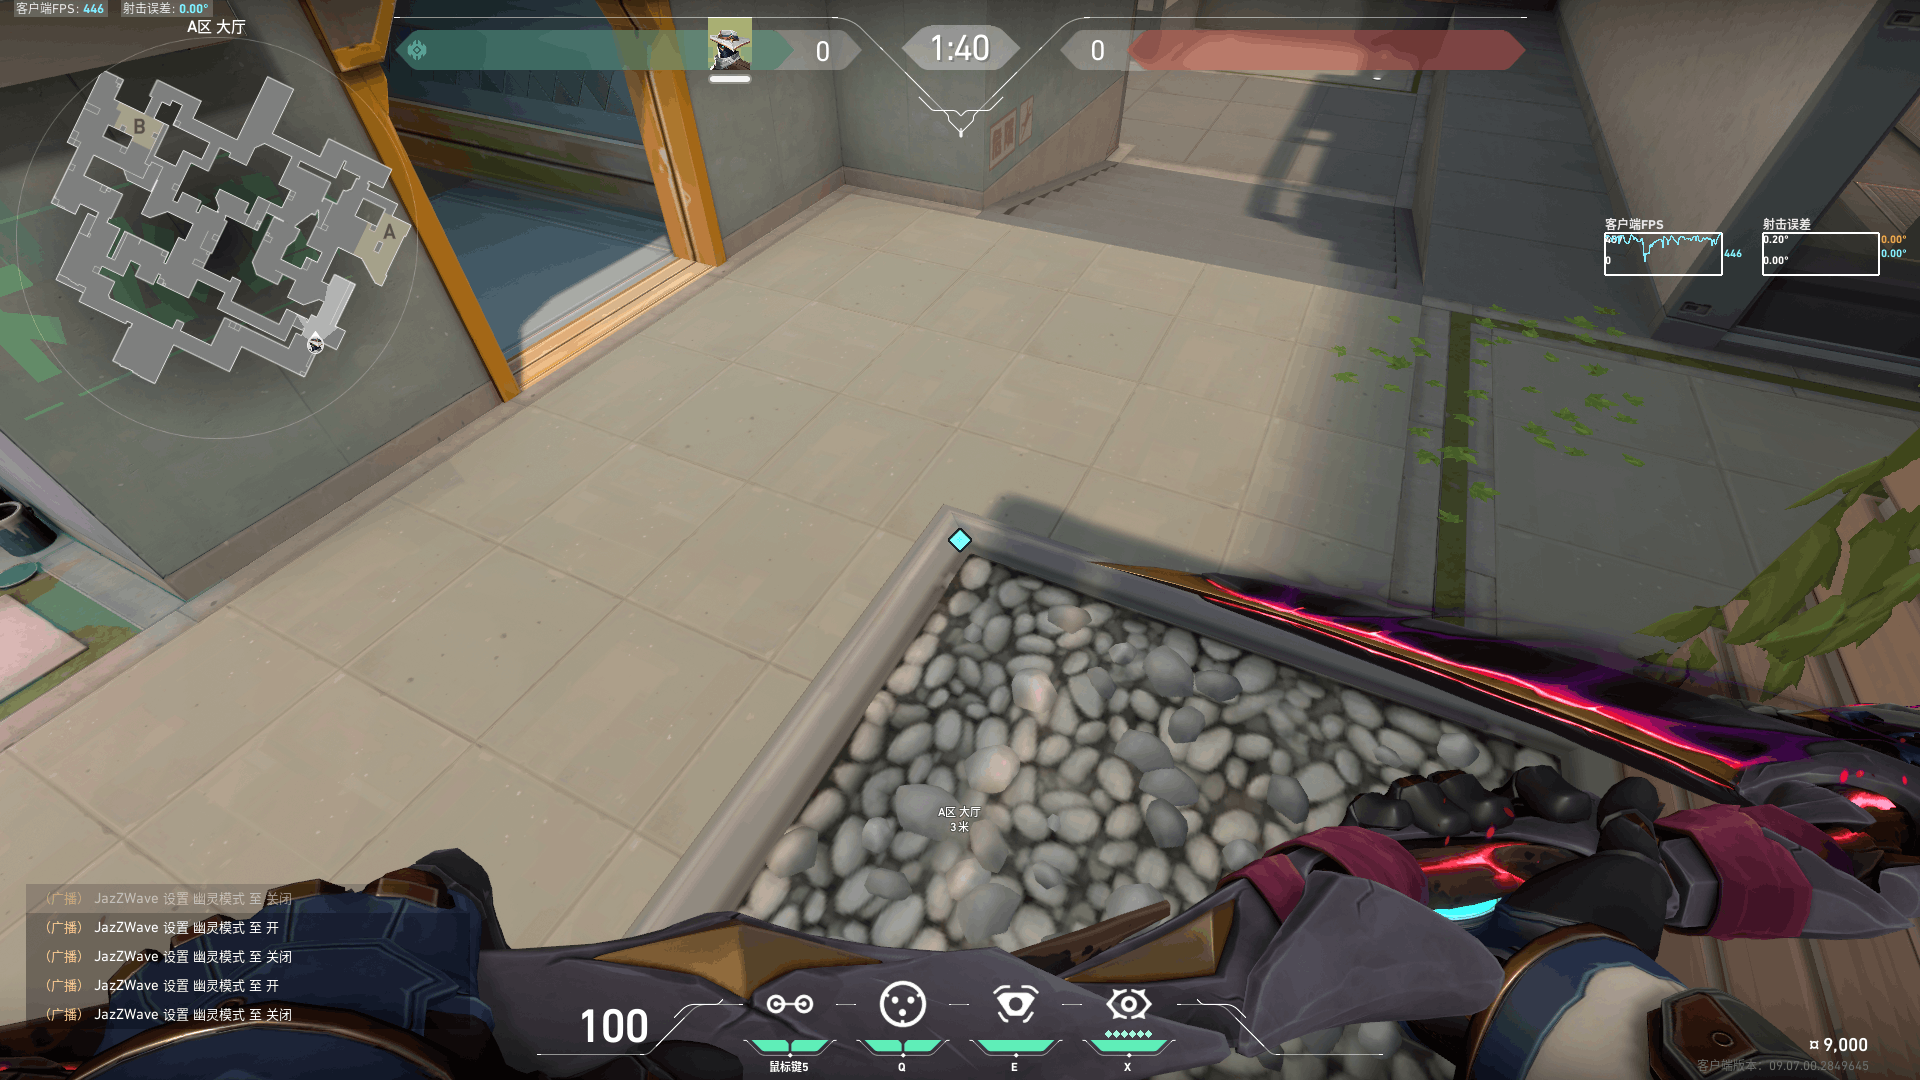 客户端FPS: 446 射击误差: 0.00°
A区 大厅
B
A
0
1:40
0
客户端FPS
0
446
射击误差
0.20°
0.00°
0.00°
0.00°
A区 大厅
3 米
（广播） JazZWave 设置 幽灵模式 至 关闭
（广播） JazZWave 设置 幽灵模式 至 开
（广播） JazZWave 设置 幽灵模式 至 关闭
（广播） JazZWave 设置 幽灵模式 至 开
（广播） JazZWave 设置 幽灵模式 至 关闭
100
鼠标键5
Q
E
X
¤ 9,000
客户端版本: 09.07.00.2849645